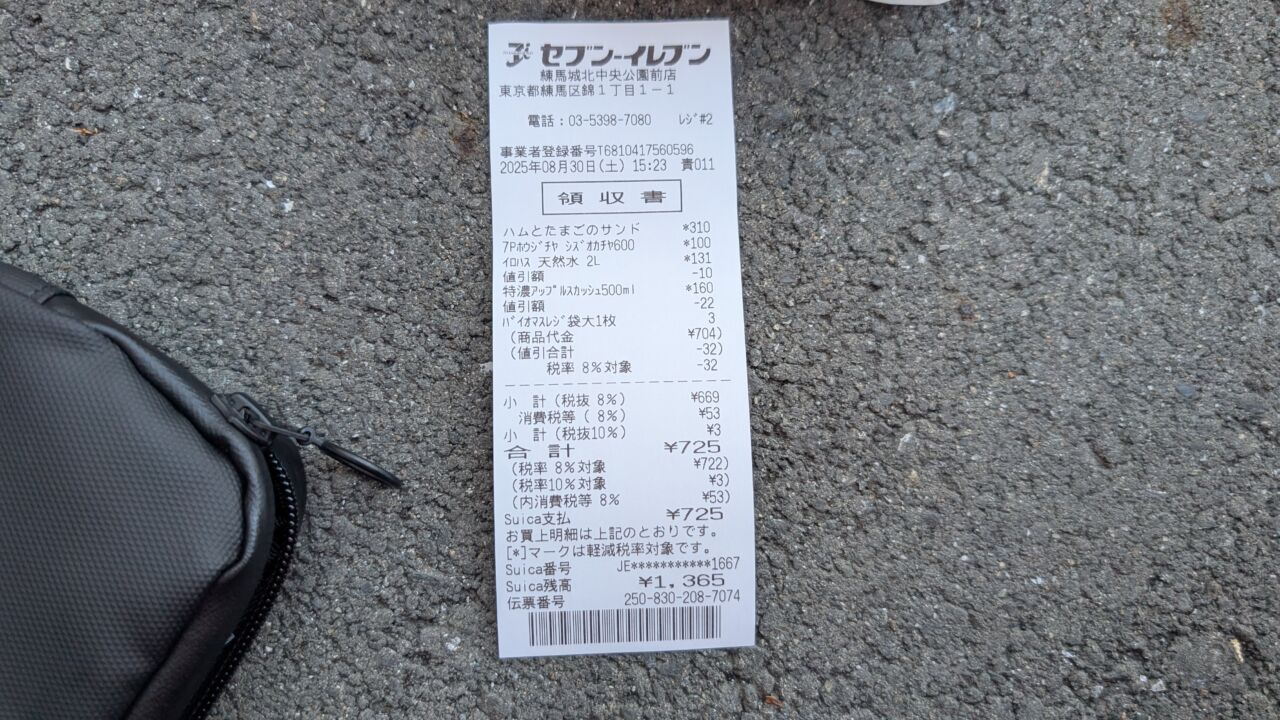 セブン-イレブン
練馬城北中央公園前店
東京都練馬区錦1丁目1-1
電話：03-5398-7080 ﾚｼﾞ#2
事業者登録番号T6810417560596
2025年08月30日(土) 15:23 責011
領収書
ハムとたまごのサンド *310
7Pﾎｳｼﾞﾁﾔ ｼｽﾞｵｶﾁﾔ600 *100
ｲﾛﾊｽ 天然水 2L *131
値引額 -10
特濃ｱｯﾌﾟﾙｽｶｯｼｭ500ml *160
値引額 -22
ﾊﾞｲｵﾏｽﾚｼﾞ袋大1枚 3
(商品代金 ¥704)
(値引合計 -32)
税率 8%対象 -32
小 計(税抜 8%) ¥669
消費税等( 8%) ¥53
小 計(税抜10%) ¥3
合 計 ¥725
(税率 8%対象 ¥722)
(税率10%対象 ¥3)
(内消費税等 8% ¥53)
Suica支払 ¥725
お買上明細は上記のとおりです。
[*]マークは軽減税率対象です。
Suica番号 JE***********1667
Suica残高 ¥1,365
伝票番号 250-830-208-7074